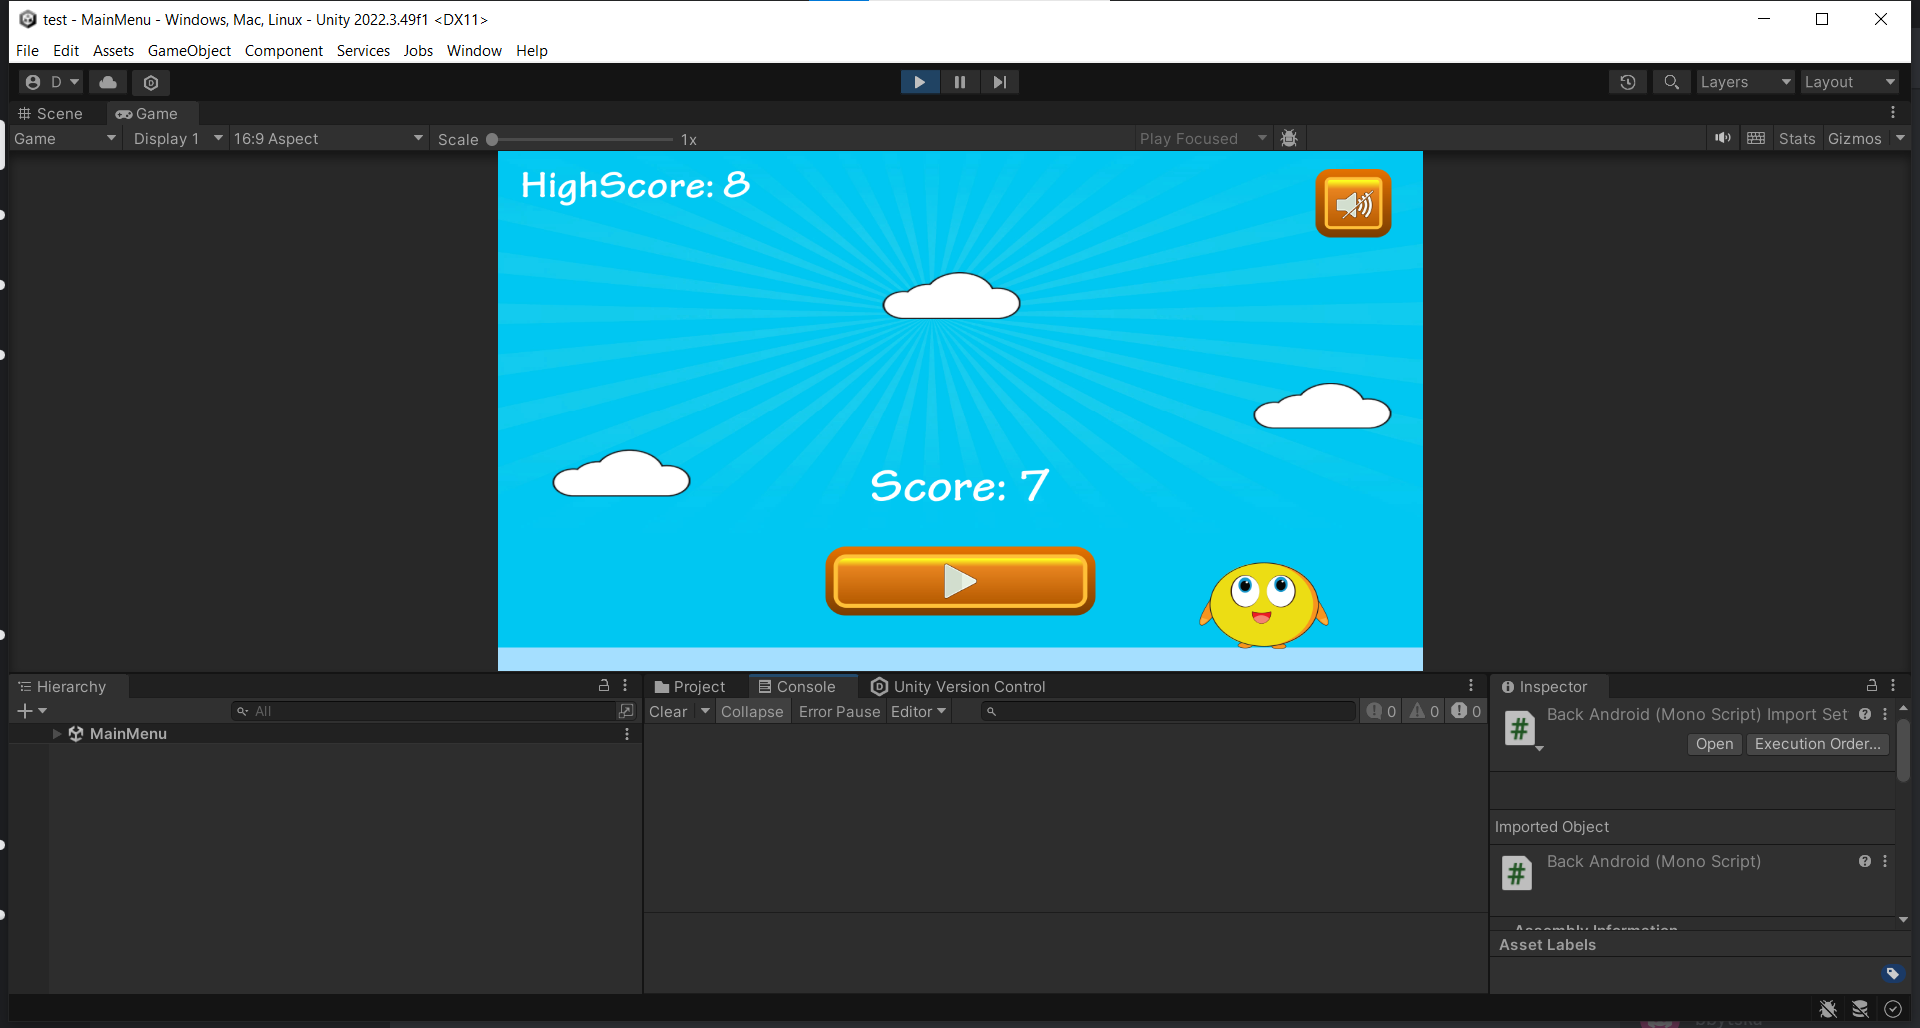 test - MainMenu - Windows, Mac, Linux - Unity 2022.3.49f1 <DX11>
File Edit Assets GameObject Component Services Jobs Window Help
D Layers Layout
Scene Game
Game Display 1 16:9 Aspect Scale 1x Play Focused Stats Gizmos
HighScore: 8
Score: 7
Hierarchy
All
MainMenu
Project Console Unity Version Control
Clear Collapse Error Pause Editor 0 0 0
Inspector
Back Android (Mono Script) Import Set
Open Execution Order...
Imported Object
Back Android (Mono Script)
Assembly Information
Asset Labels